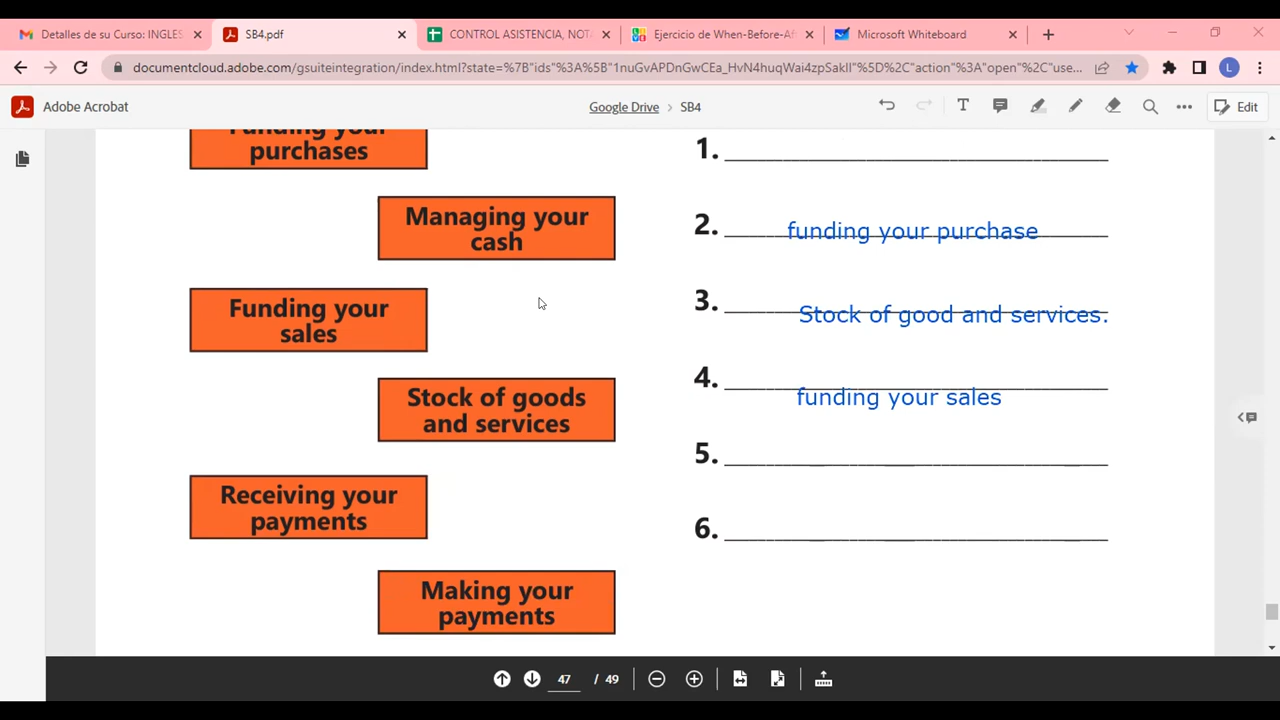 Detalles de su Curso: INGLES
SB4.pdf
CONTROL ASISTENCIA, NOT
Ejercicio de When-Before-Af
Microsoft Whiteboard
documentcloud.adobe.com/gsuiteintegration/index.html?state=%7B"ids"%3A%5B"1nuGvAPDnGwCEa_HvN4huqWai4zpSakII"%5D%2C"action"%3A"open"%2C"use...
L
Adobe Acrobat
Google Drive
SB4
Edit
Funding your
purchases
Managing your
cash
Funding your
sales
Stock of goods
and services
Receiving your
payments
Making your
payments
1.
2. funding your purchase
3. Stock of good and services.
4. funding your sales
5.
6.
47 / 49